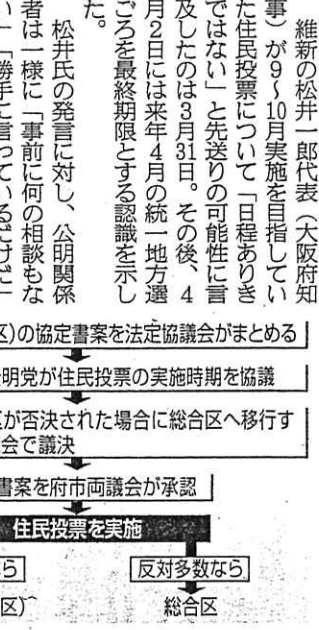 維新の松井一郎代表（大阪府知
事）が9～10月実施を目指してい
た住民投票について「日程ありき
ではない」と先送りの可能性に言
及したのは3月31日。その後、4
月2日には来年4月の統一地方選
ごろを最終期限とする認識を示し
た。
松井氏の発言に対し、公明関係
者は一様に「事前に何の相談もな
い」「勝手に言っているだけだ」
区)の協定書案を法定協議会がまとめる
明党が住民投票の実施時期を協議
区が否決された場合に総合区へ移行す
会で議決
書案を府市両議会が承認
住民投票を実施
なら
反対多数なら
区)
総合区